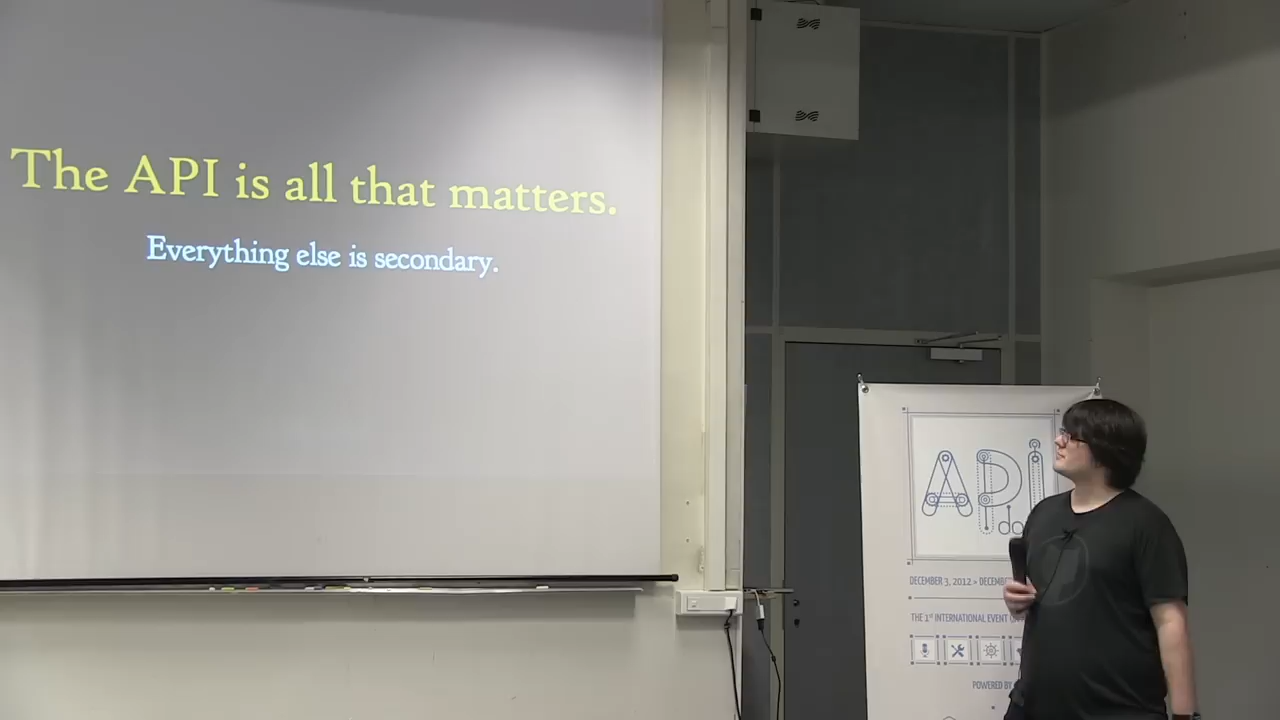 The API is all that matters.
Everything else is secondary.
API
DECEMBER 3, 2012 >
THE 1st INTERNATIONAL EVENT
POWERED BY